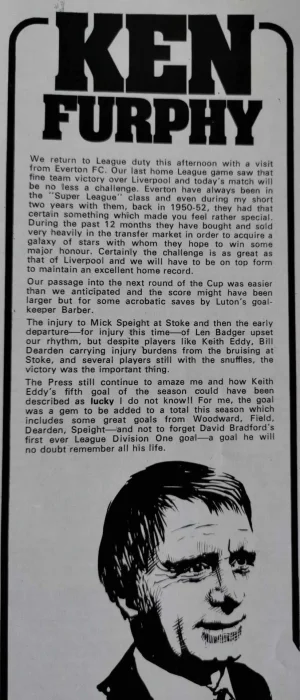 KEN
FURPHY
We return to League duty this afternoon with a visit
from Everton FC. Our last home League game saw that
fine team victory over Liverpool and today's match will
be no less a challenge. Everton have always been in
the "Super League" class and even during my short
two years with them, back in 1950-52, they had that
certain something which made you feel rather special.
During the past 12 months they have bought and sold
very heavily in the transfer market in order to acquire a
galaxy of stars with whom they hope to win some
major honour. Certainly the challenge is as great as
that of Liverpool and we will have to be on top form
to maintain an excellent home record.
Our passage into the next round of the Cup was easier
than we anticipated and the score might have been
larger but for some acrobatic saves by Luton's goal-
keeper Barber.
The injury to Mick Speight at Stoke and then the early
departure—for injury this time—of Len Badger upset
our rhythm, but despite players like Keith Eddy, Bill
Dearden carrying injury burdens from the bruising at
Stoke, and several players still with the snuffles, the
victory was the important thing.
The Press still continue to amaze me and how Keith
Eddy's fifth goal of the season could have been
described as lucky I do not know!! For me, the goal
was a gem to be added to a total this season which
includes some great goals from Woodward, Field,
Dearden, Speight—and not to forget David Bradford's
first ever League Division One goal—a goal he will
no doubt remember all his life.